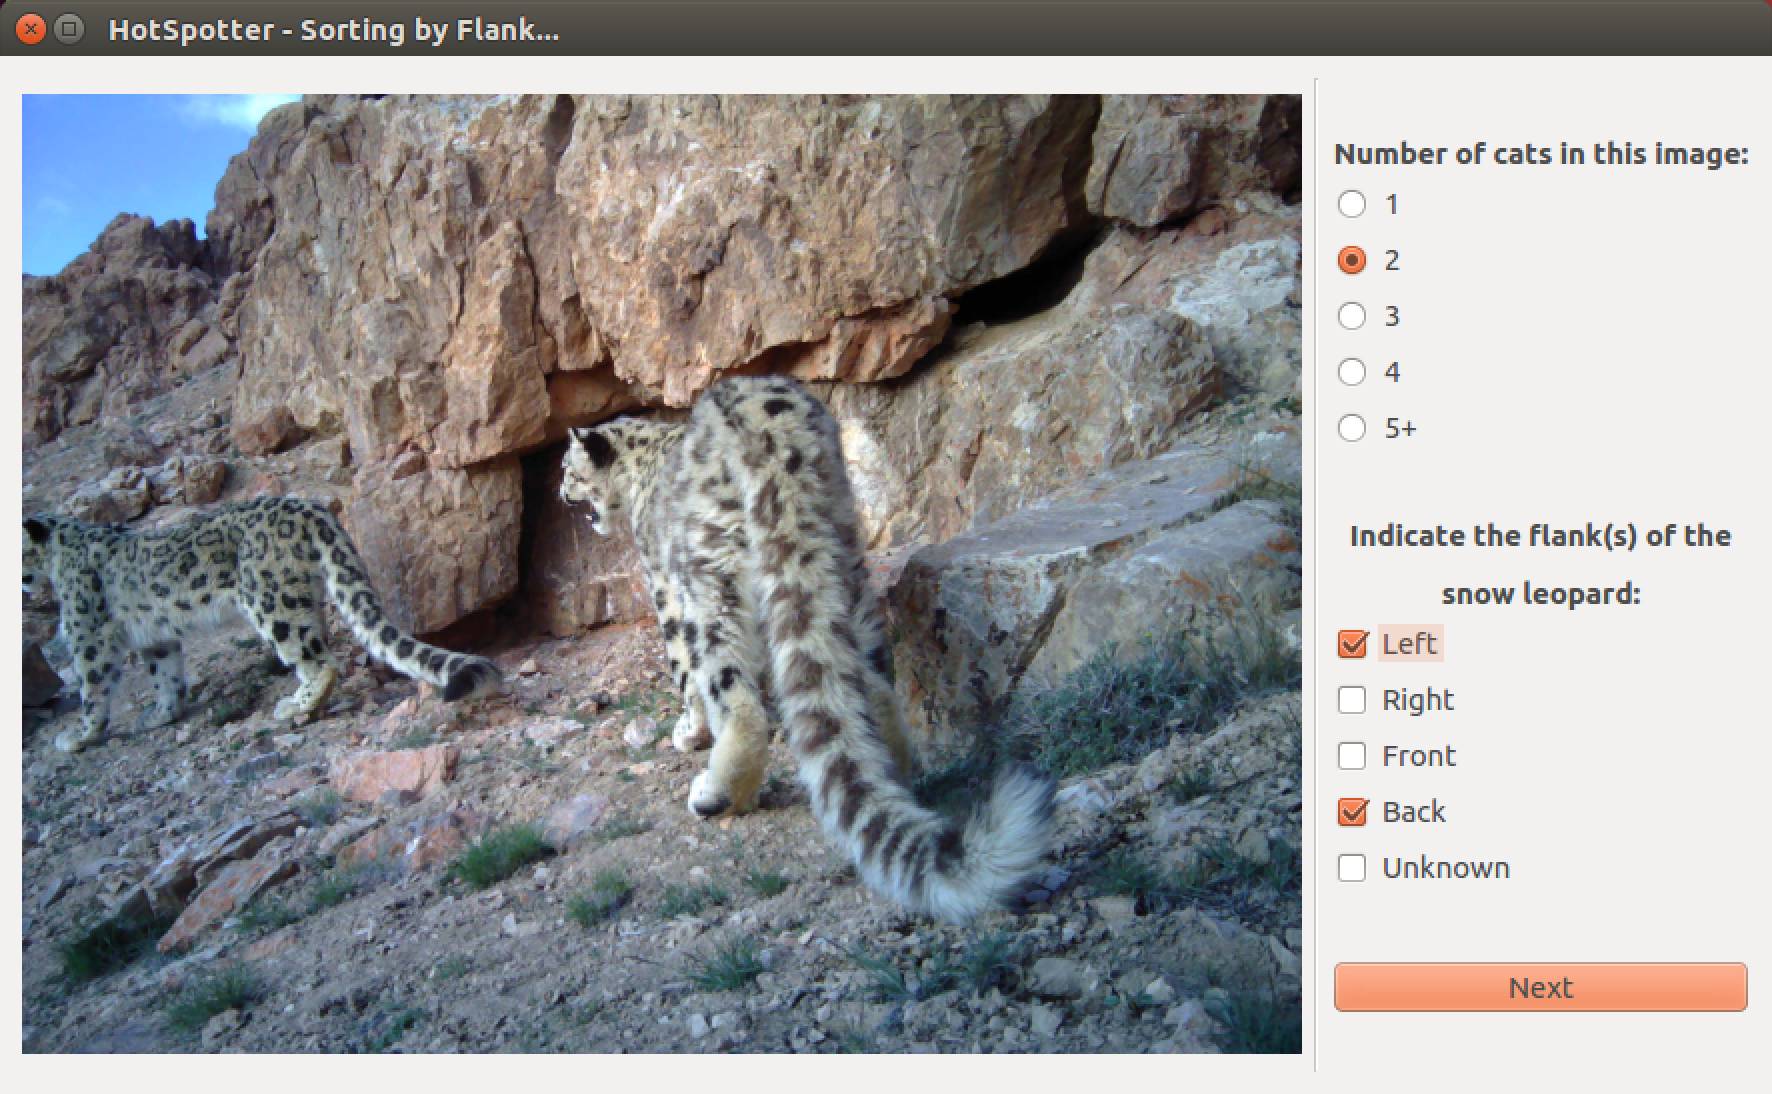 HotSpotter - Sorting by Flank...
Number of cats in this image:
1
2
3
4
5+
Indicate the flank(s) of the
snow leopard:
Left
Right
Front
Back
Unknown
Next